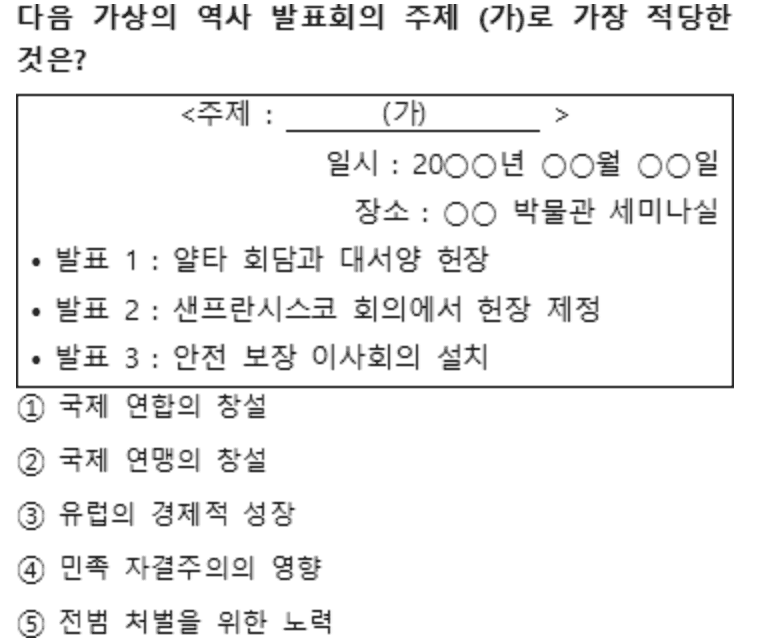 다음 가상의 역사 발표회의 주제 (가)로 가장 적당한
것은?
<주제 : (가) >
일시 : 20○○년 ○○월 ○○일
장소 : ○○ 박물관 세미나실
• 발표 1 : 얄타 회담과 대서양 헌장
• 발표 2 : 샌프란시스코 회의에서 헌장 제정
• 발표 3 : 안전 보장 이사회의 설치
① 국제 연합의 창설
② 국제 연맹의 창설
③ 유럽의 경제적 성장
④ 민족 자결주의의 영향
⑤ 전범 처벌을 위한 노력